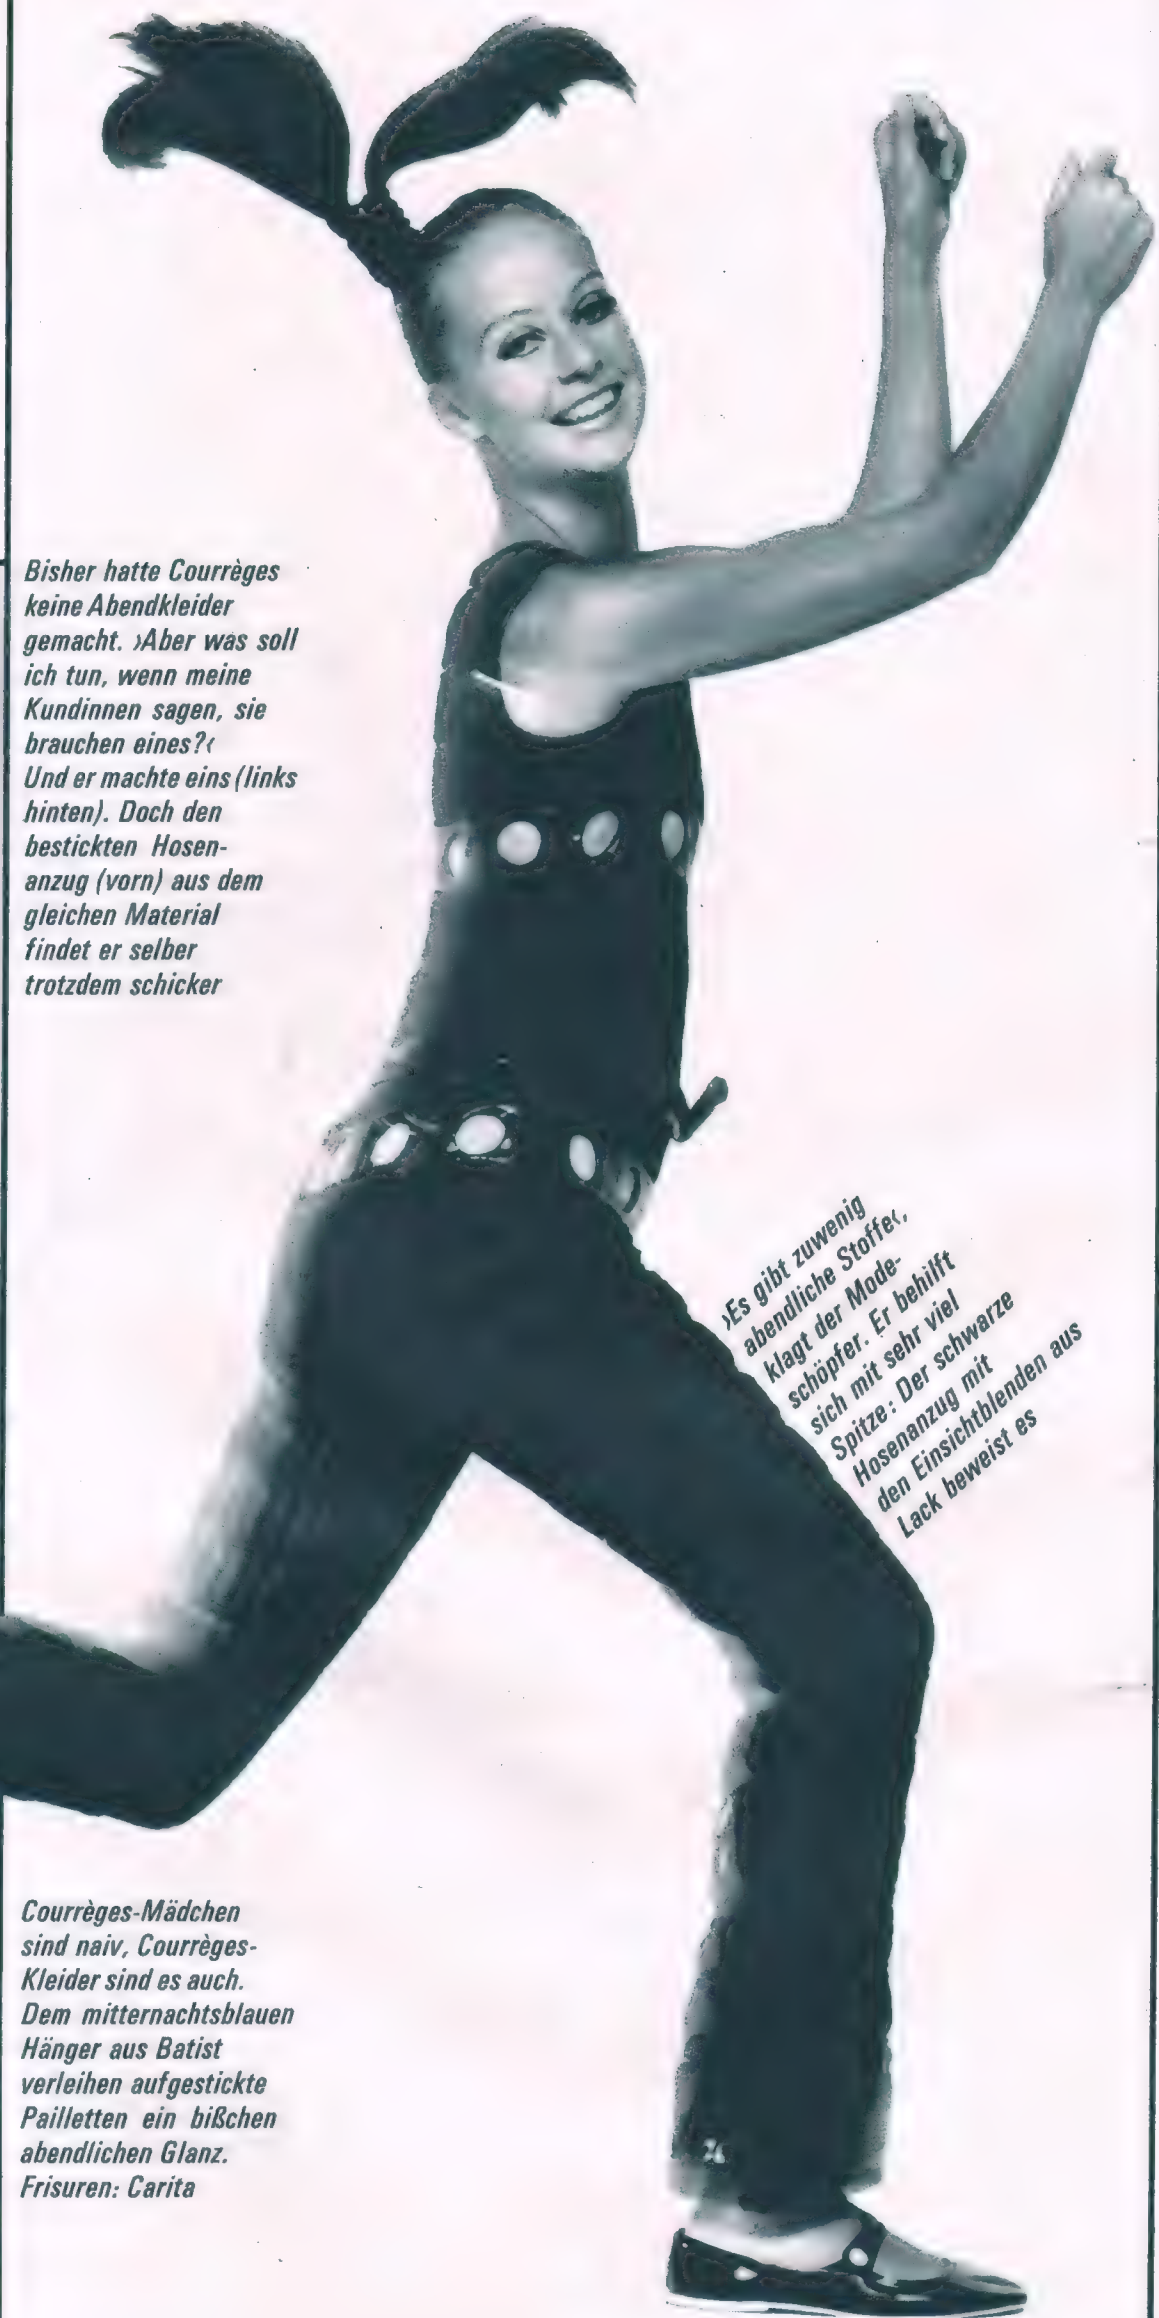 Bisher hatte Courrèges
keine Abendkleider
gemacht. ›Aber was soll
ich tun, wenn meine
Kundinnen sagen, sie
brauchen eines?‹
Und er machte eins (links
hinten). Doch den
bestickten Hosen-
anzug (vorn) aus dem
gleichen Material
findet er selber
trotzdem schicker
›Es gibt zuwenig
abendliche Stoffe‹,
klagt der Mode-
schöpfer. Er behilft
sich mit sehr viel
Spitze: Der schwarze
Hosenanzug mit
den Einsichtblenden aus
Lack beweist es
Courrèges-Mädchen
sind naiv, Courrèges-
Kleider sind es auch.
Dem mitternachtsblauen
Hänger aus Batist
verleihen aufgestickte
Pailletten ein bißchen
abendlichen Glanz.
Frisuren: Carita